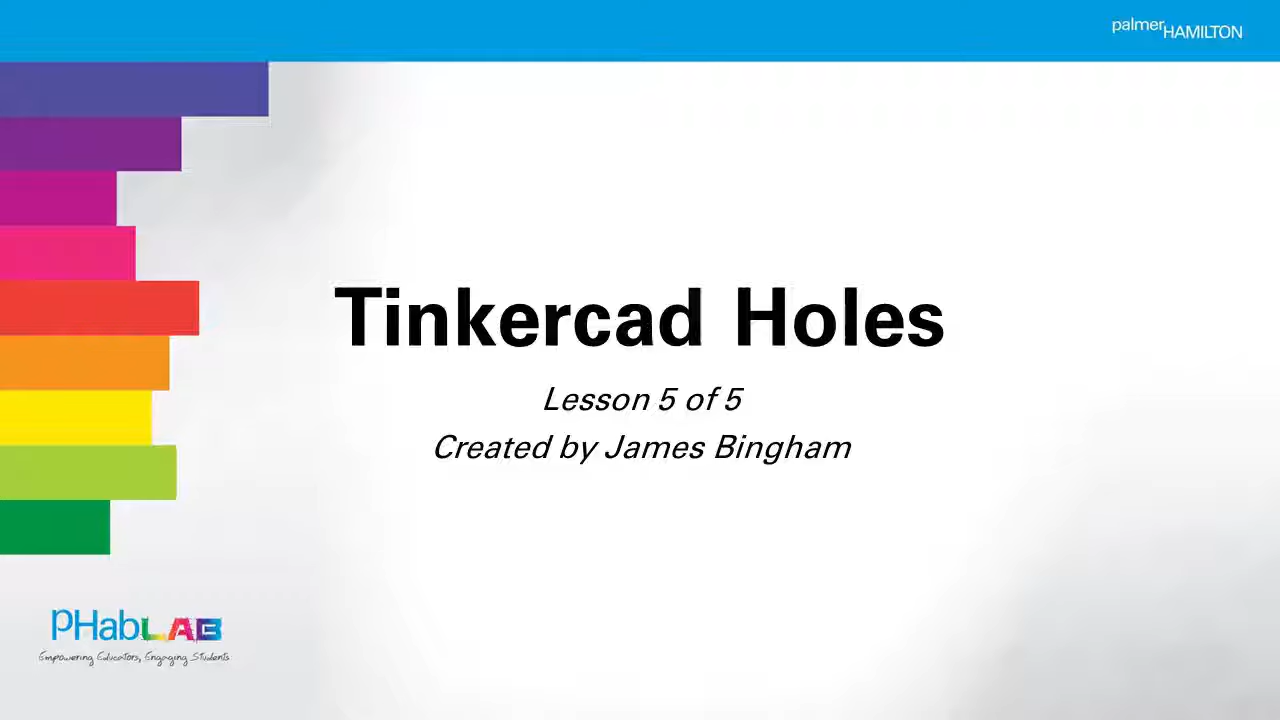 palmerHAMILTON
Tinkercad Holes
Lesson 5 of 5
Created by James Bingham
PHabLAB
Empowering Educators, Engaging Students